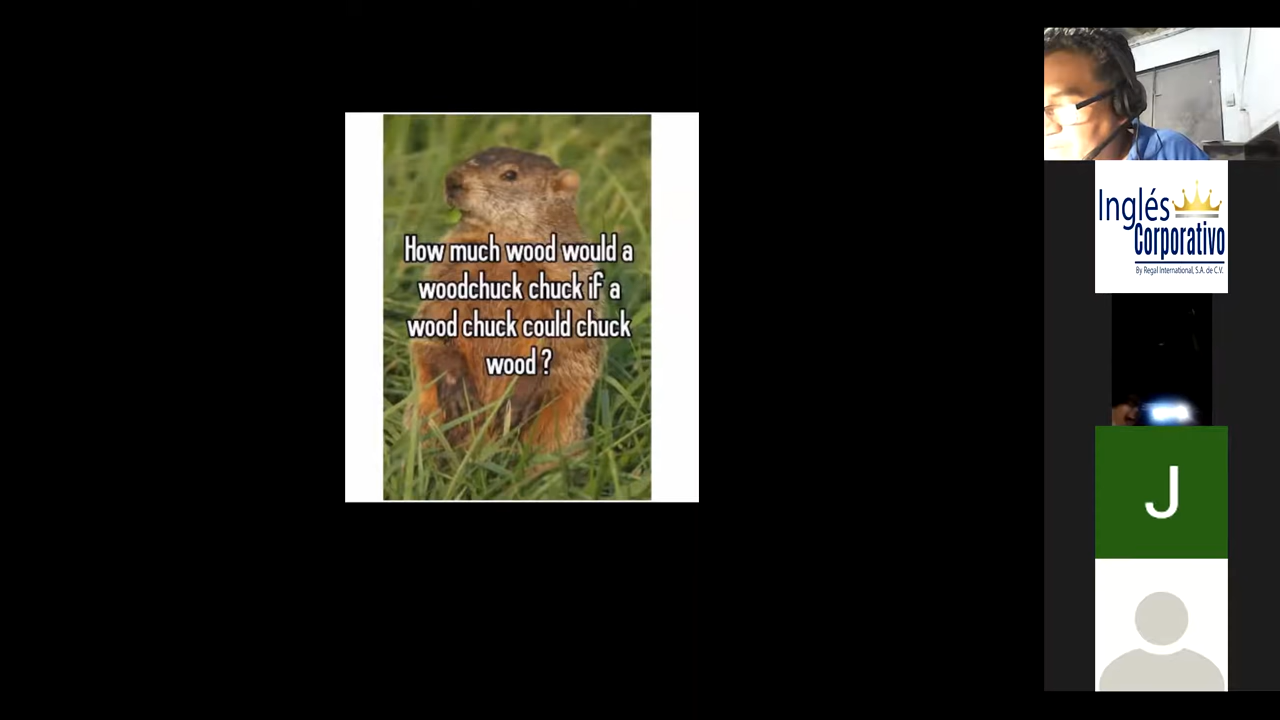 How much wood would a
woodchuck chuck if a
wood chuck could chuck
wood ?
Inglés
Corporativo
By Regal International, S.A. de C.V.
J